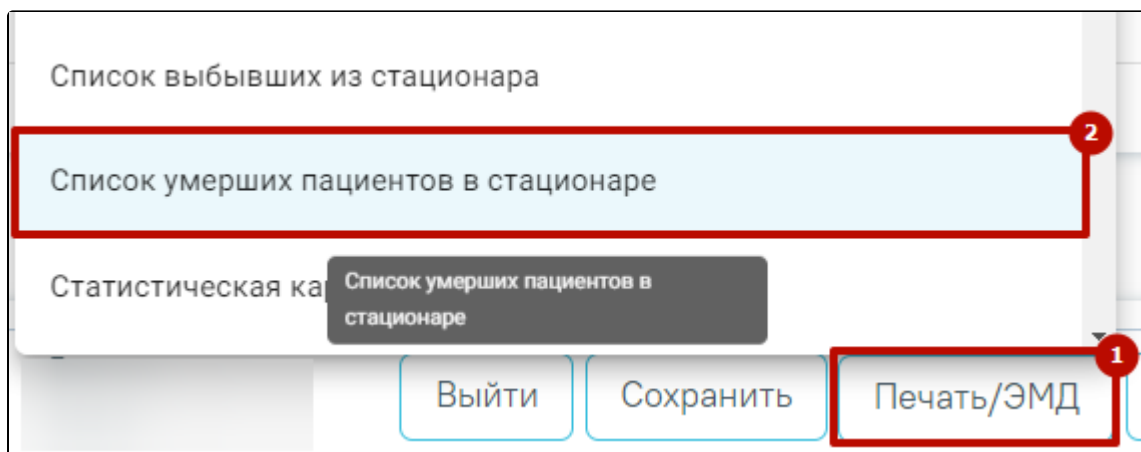 Список выбывших из стационара
2
Список умерших пациентов в стационаре
Статистическая
Список умерших пациентов в
стационаре
1
Выйти
Сохранить
Печать/ЭМД